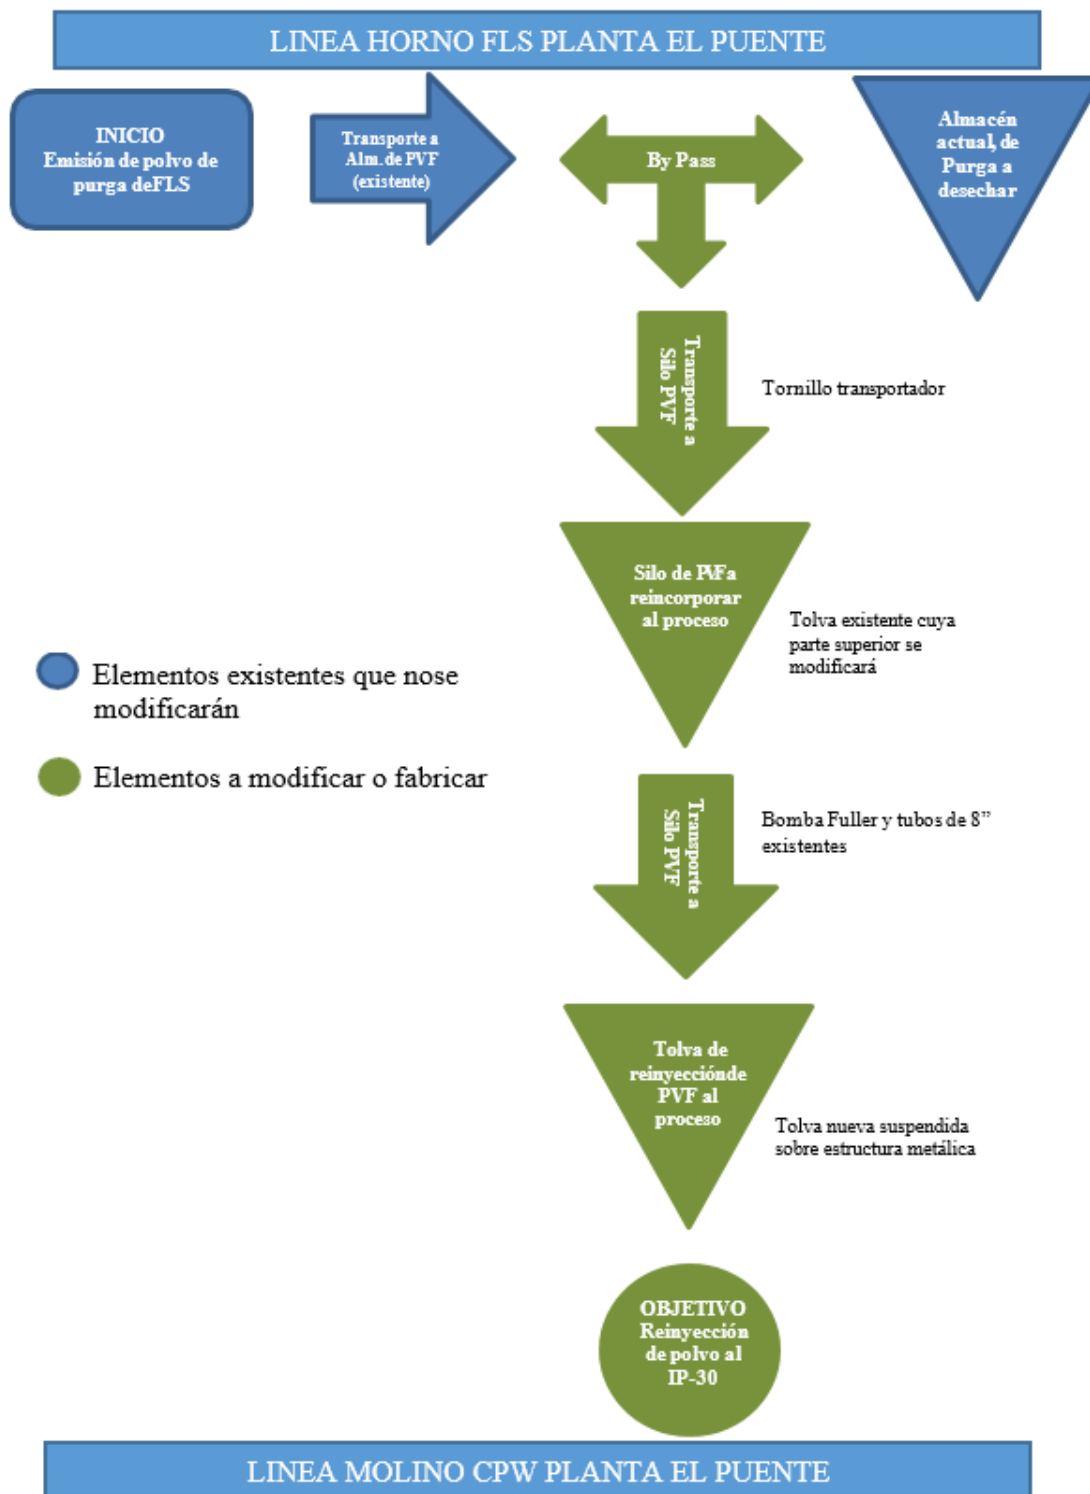 LINEA HORNO FLS PLANTA EL PUENTE
INICIO
Emisión de polvo de
purga deFLS
Transporte a
Alm. de PVF
(existente)
By Pass
Almacén
actual, de
Purga a
desechar
Transporte a
Silo PVF
Tornillo transportador
Silo de PVFa
reincorporar
al proceso
Tolva existente cuya
parte superior se
modificará
Elementos existentes que nose
modificarán
Elementos a modificar o fabricar
Transporte a
Silo PVF
Bomba Fuller y tubos de 8”
existentes
Tolva de
reinyecciónde
PVF al
proceso
Tolva nueva suspendida
sobre estructura metálica
OBJETIVO
Reinyección
de polvo al
IP-30
LINEA MOLINO CPW PLANTA EL PUENTE